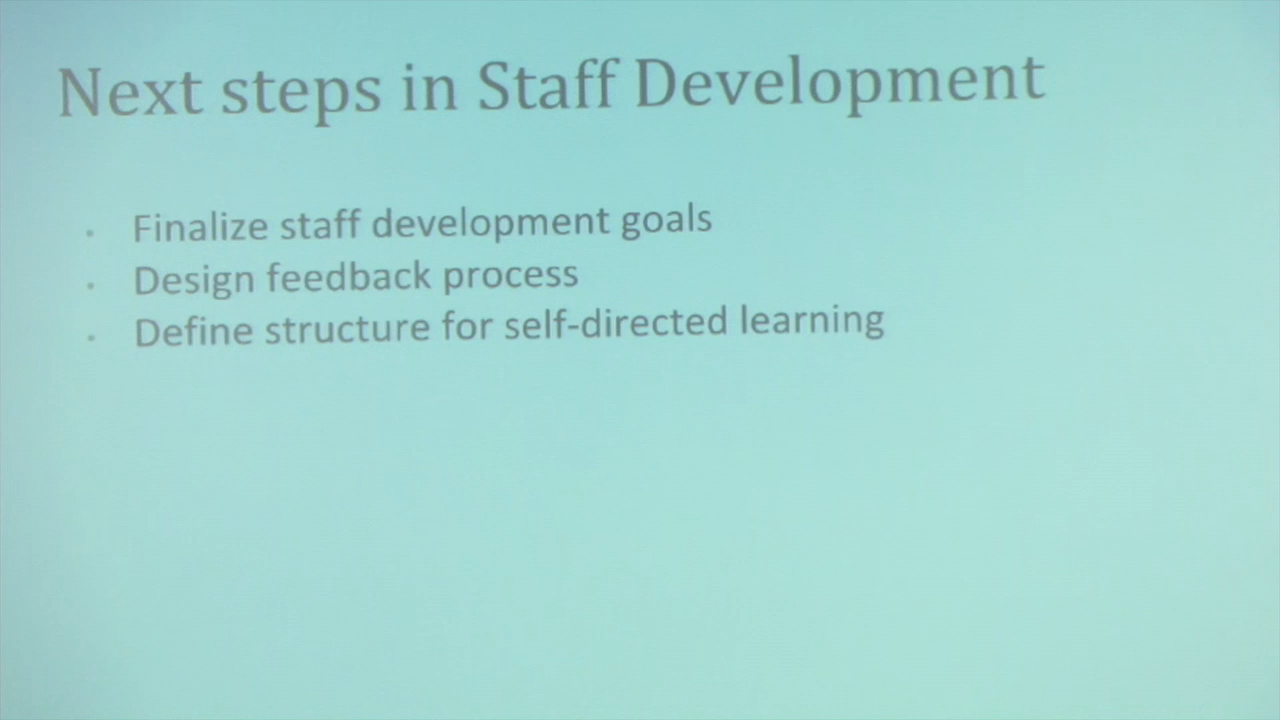 Next steps in Staff Development
· Finalize staff development goals
· Design feedback process
· Define structure for self-directed learning